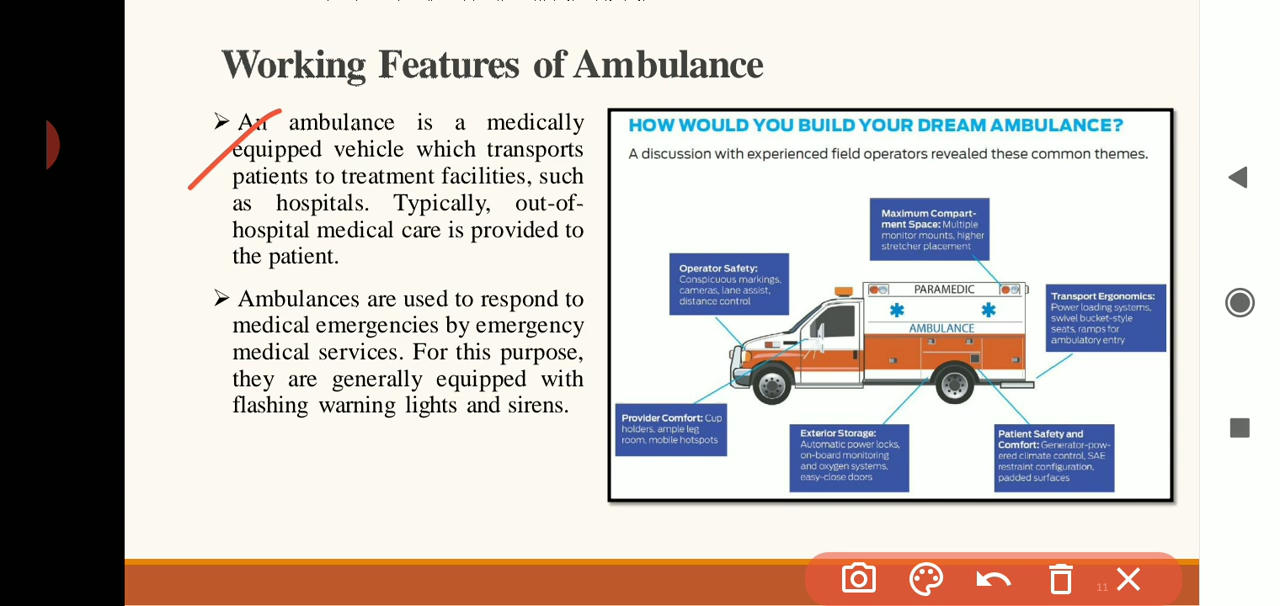 Working Features of Ambulance
➢ An ambulance is a medically
equipped vehicle which transports
patients to treatment facilities, such
as hospitals. Typically, out-of-
hospital medical care is provided to
the patient.
➢ Ambulances are used to respond to
medical emergencies by emergency
medical services. For this purpose,
they are generally equipped with
flashing warning lights and sirens.
HOW WOULD YOU BUILD YOUR DREAM AMBULANCE?
A discussion with experienced field operators revealed these common themes.
Maximum Compart-
ment Space: Multiple
monitor mounts, higher
stretcher placement
Operator Safety:
Conspicuous markings,
cameras, lane assist,
distance control
PARAMEDIC
AMBULANCE
Transport Ergonomics:
Power loading systems,
swivel bucket-style
seats, ramps for
ambulatory entry
Provider Comfort: Cup
holders, ample leg
room, mobile hotspots
Exterior Storage:
Automatic power locks,
on-board monitoring
and oxygen systems,
easy-close doors
Patient Safety and
Comfort: Generator-pow-
ered climate control, SAE
restraint configuration,
padded surfaces
11